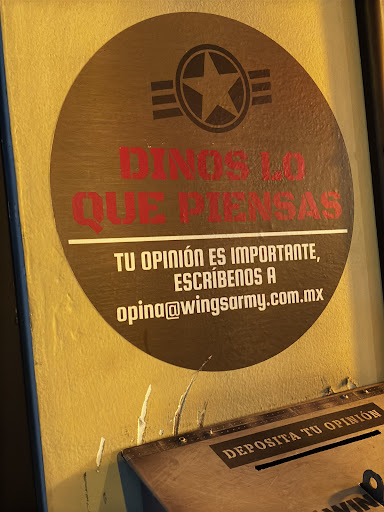 DINOS LO
QUE PIENSAS
TU OPINIÓN ES IMPORTANTE,
ESCRÍBENOS A
opina@wingsarmy.com.mx
DEPOSITA TU OPINIÓN